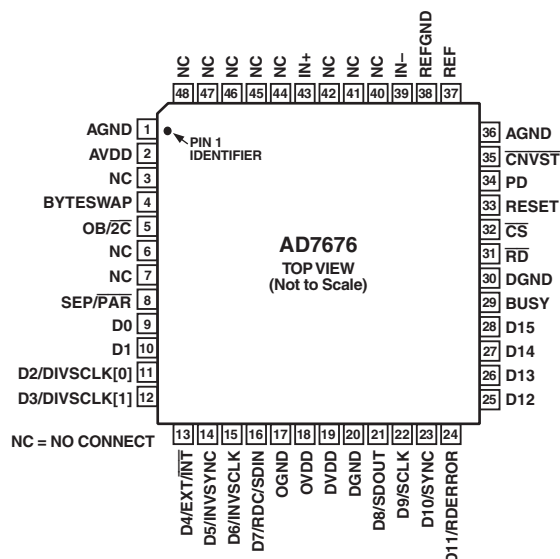 NC
NC
NC
NC
NC
IN+
NC
NC
NC
IN–
REFGND
REF
48 47 46 45 44 43 42 41 40 39 38 37
AGND 1
AVDD 2
NC 3
BYTESWAP 4
OB/2C 5
NC 6
NC 7
SEP/PAR 8
D0 9
D1 10
D2/DIVSCLK[0] 11
D3/DIVSCLK[1] 12
PIN 1
IDENTIFIER
AD7676
TOP VIEW
(Not to Scale)
36 AGND
35 CNVST
34 PD
33 RESET
32 CS
31 RD
30 DGND
29 BUSY
28 D15
27 D14
26 D13
25 D12
NC = NO CONNECT
13 14 15 16 17 18 19 20 21 22 23 24
D4/EXT/INT
D5/INVSYNC
D6/INVSCLK
D7/RDC/SDIN
OGND
OVDD
DVDD
DGND
D8/SDOUT
D9/SCLK
D10/SYNC
D11/RDERROR